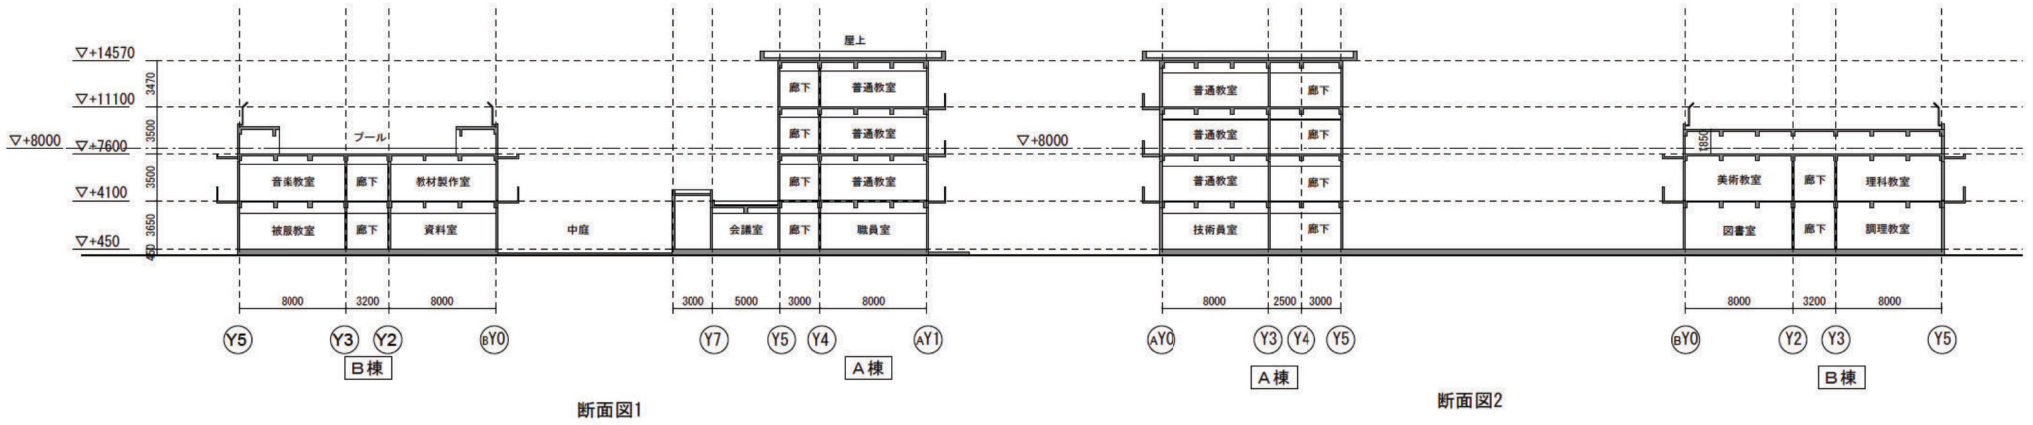 屋上
▽+14570
3470
廊下 普通教室
普通教室 廊下
▽+11100
3500
プール
廊下 普通教室
普通教室 廊下
▽+8000
▽+8000
1850
▽+7600
3500
音楽教室 廊下 教材製作室
廊下 普通教室
普通教室 廊下
美術教室 廊下 理科教室
▽+4100
3650
被服教室 廊下 資料室
中庭
会議室 廊下 職員室
技術員室 廊下
図書室 廊下 調理教室
▽+450
450
8000 3200 8000
3000 5000 3000 8000
8000 2500 3000
8000 3200 8000
Y5 Y3 Y2 BY0
Y7 Y5 Y4 AY1
AY0 Y3 Y4 Y5
BY0 Y2 Y3 Y5
B棟
A棟
A棟
B棟
断面図1
断面図2